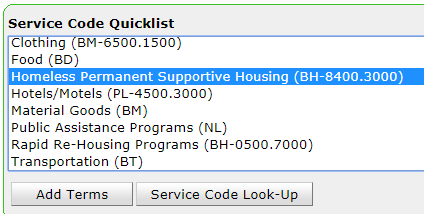 Service Code Quicklist
Clothing (BM-6500.1500)
Food (BD)
Homeless Permanent Supportive Housing (BH-8400.3000)
Hotels/Motels (PL-4500.3000)
Material Goods (BM)
Public Assistance Programs (NL)
Rapid Re-Housing Programs (BH-0500.7000)
Transportation (BT)
Add Terms
Service Code Look-Up